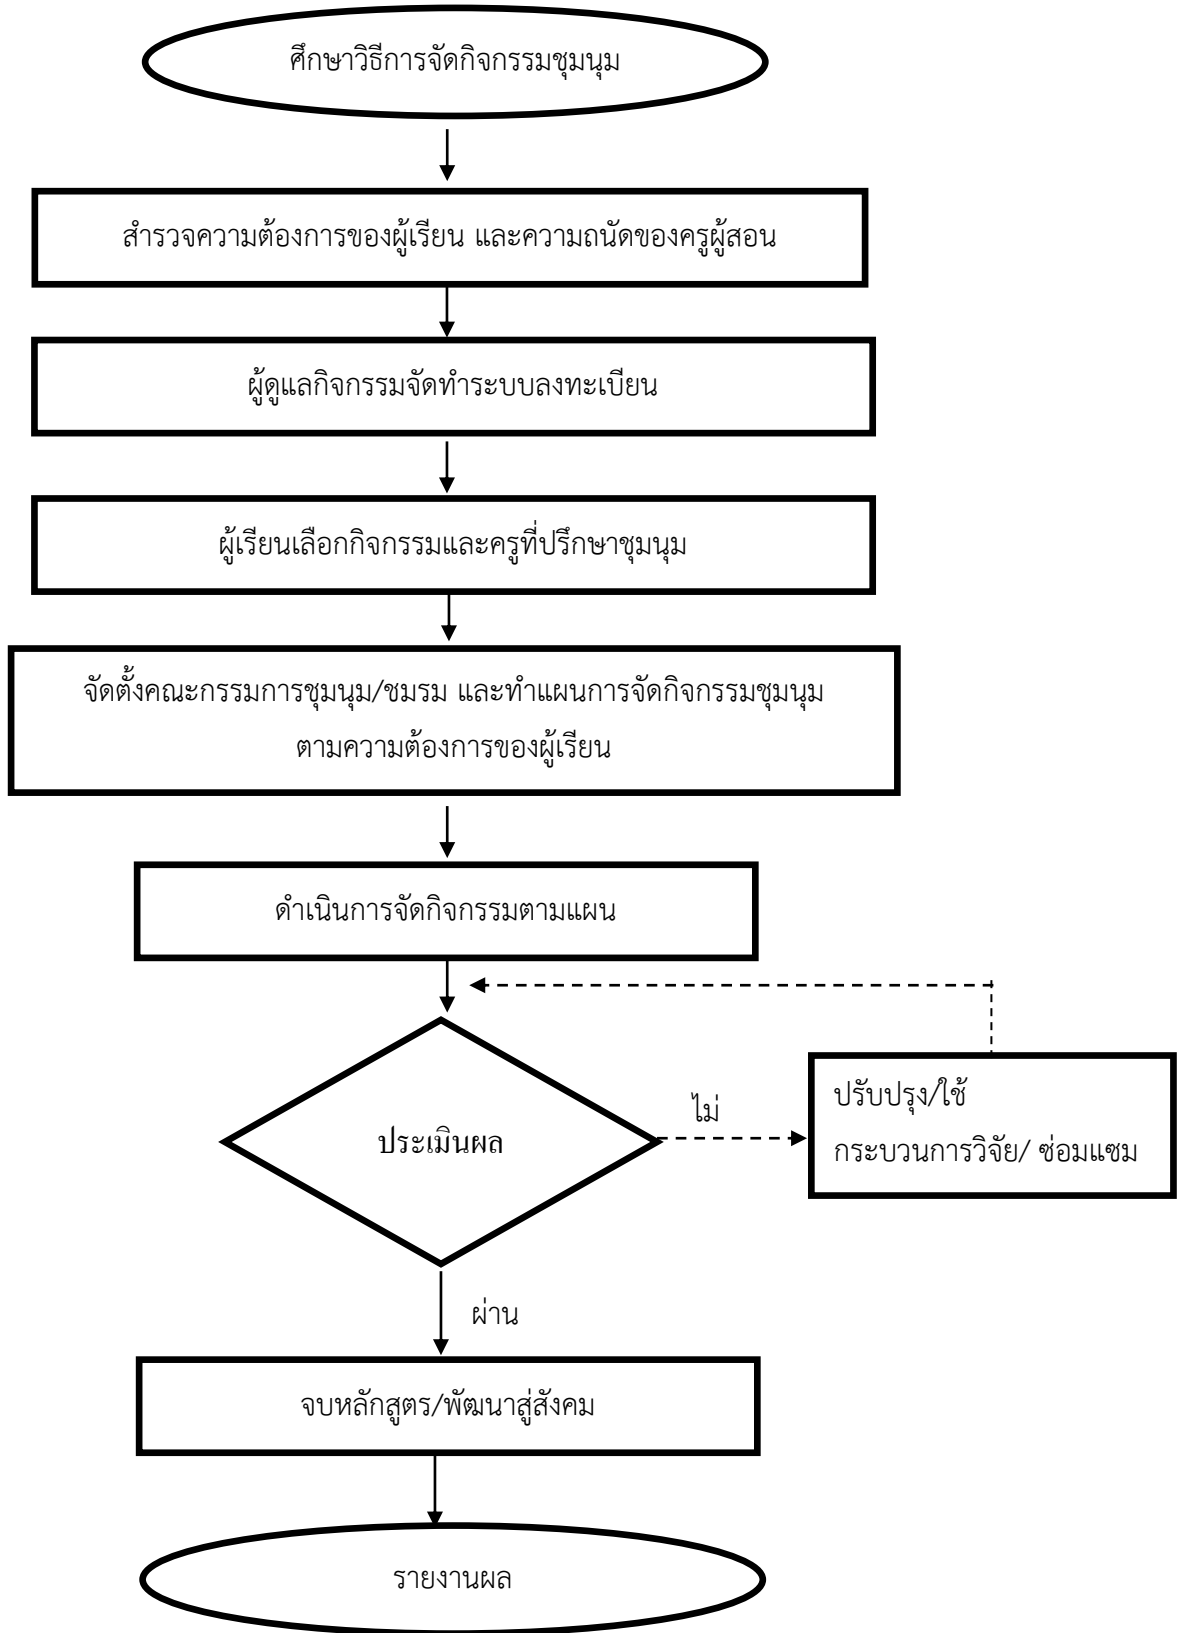 ศึกษาวิธีการจัดกิจกรรมชุมนุม
สำรวจความต้องการของผู้เรียน และความถนัดของครูผู้สอน
ผู้ดูแลกิจกรรมจัดทำระบบลงทะเบียน
ผู้เรียนเลือกกิจกรรมและครูที่ปรึกษาชุมนุม
จัดตั้งคณะกรรมการชุมนุม/ชมรม และทำแผนการจัดกิจกรรมชุมนุม
ตามความต้องการของผู้เรียน
ดำเนินการจัดกิจกรรมตามแผน
ประเมินผล
ไม่
ปรับปรุง/ใช้
กระบวนการวิจัย/ ซ่อมแซม
ผ่าน
จบหลักสูตร/พัฒนาสู่สังคม
รายงานผล